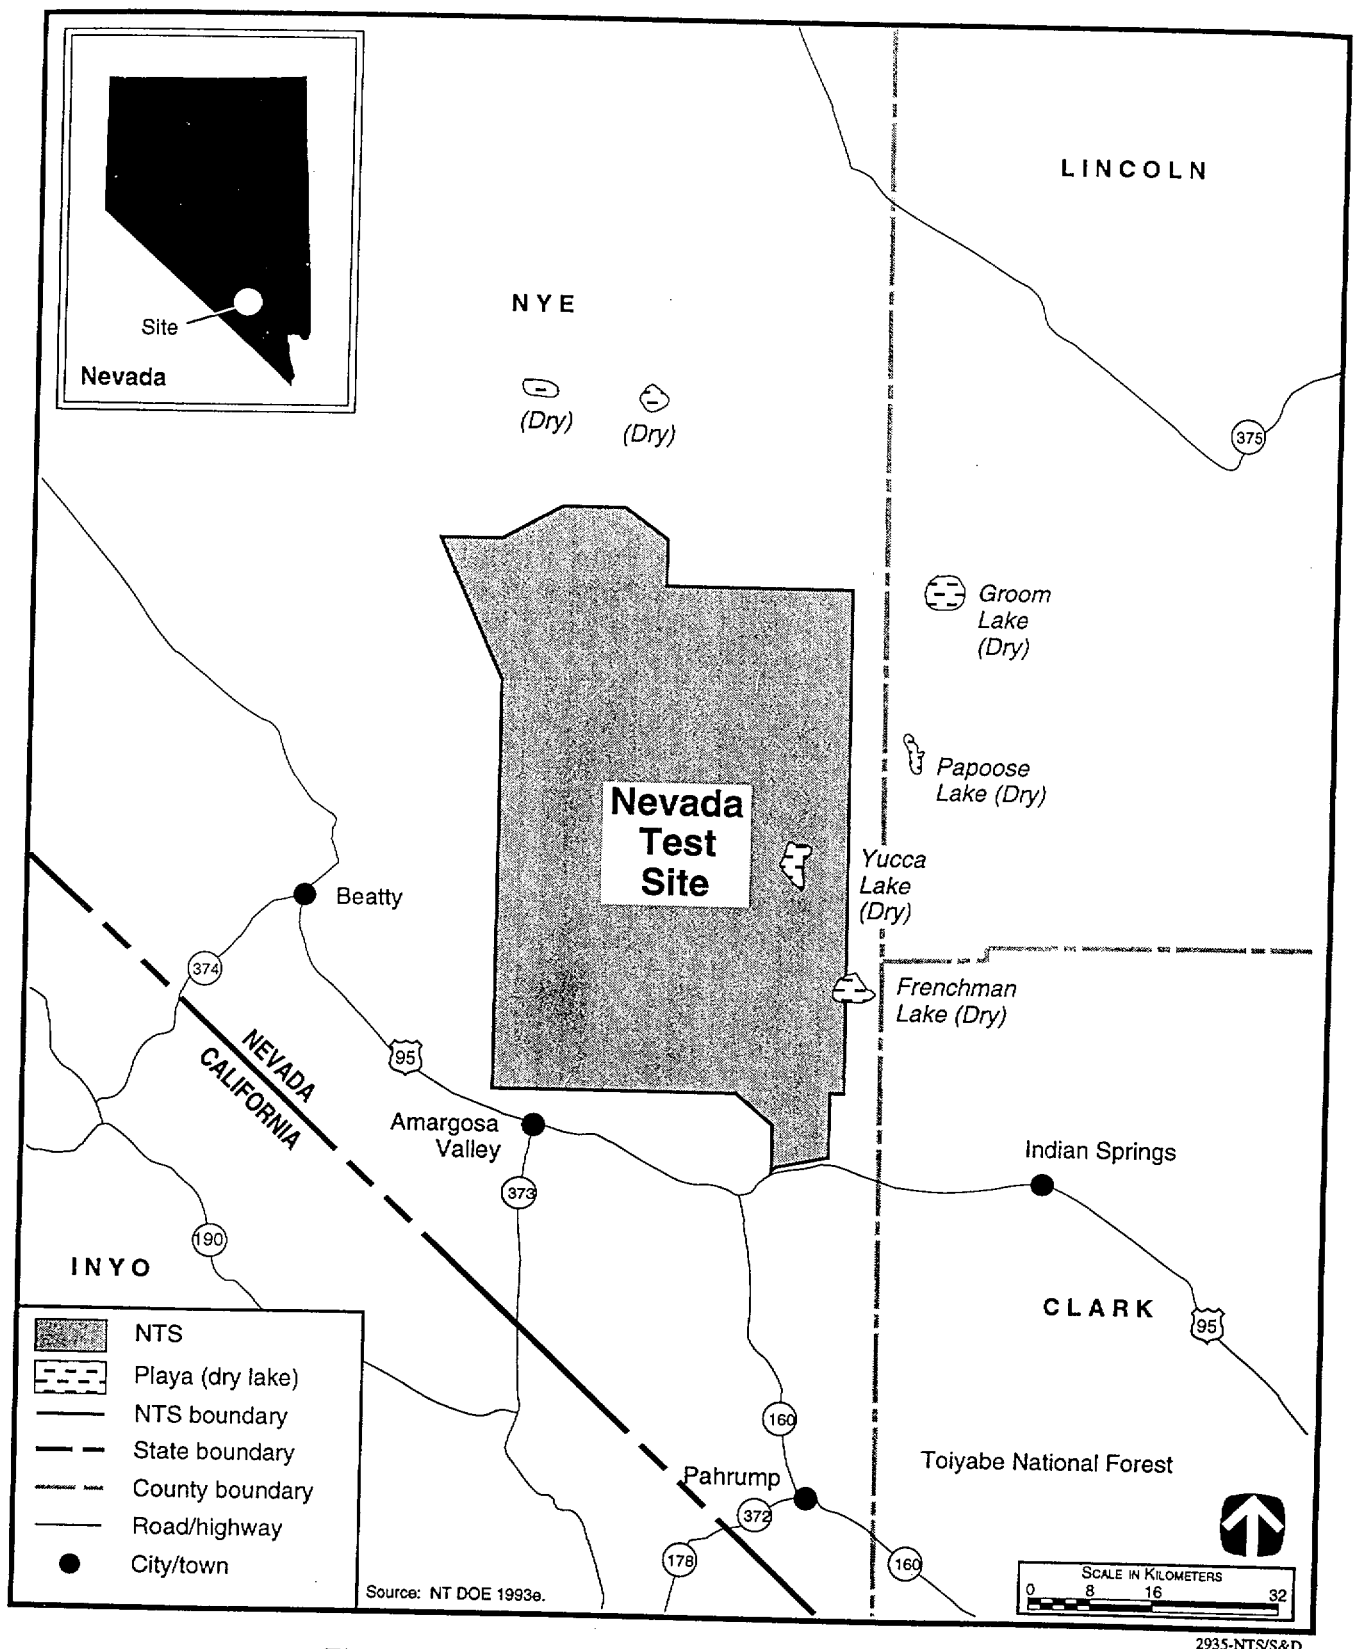 LINCOLN
NYE
Site
Nevada
(Dry)
(Dry)
375
Groom
Lake
(Dry)
Papoose
Lake (Dry)
Nevada
Test
Site
Yucca
Lake
(Dry)
Beatty
374
Frenchman
Lake (Dry)
NEVADA
CALIFORNIA
95
Amargosa
Valley
Indian Springs
373
190
INYO
CLARK
95
NTS
Playa (dry lake)
NTS boundary
State boundary
County boundary
Road/highway
City/town
160
Toiyabe National Forest
Pahrump
372
178
160
Source: NT DOE 1993e.
SCALE IN KILOMETERS
0 8 16 32
2935-NTS/S&D